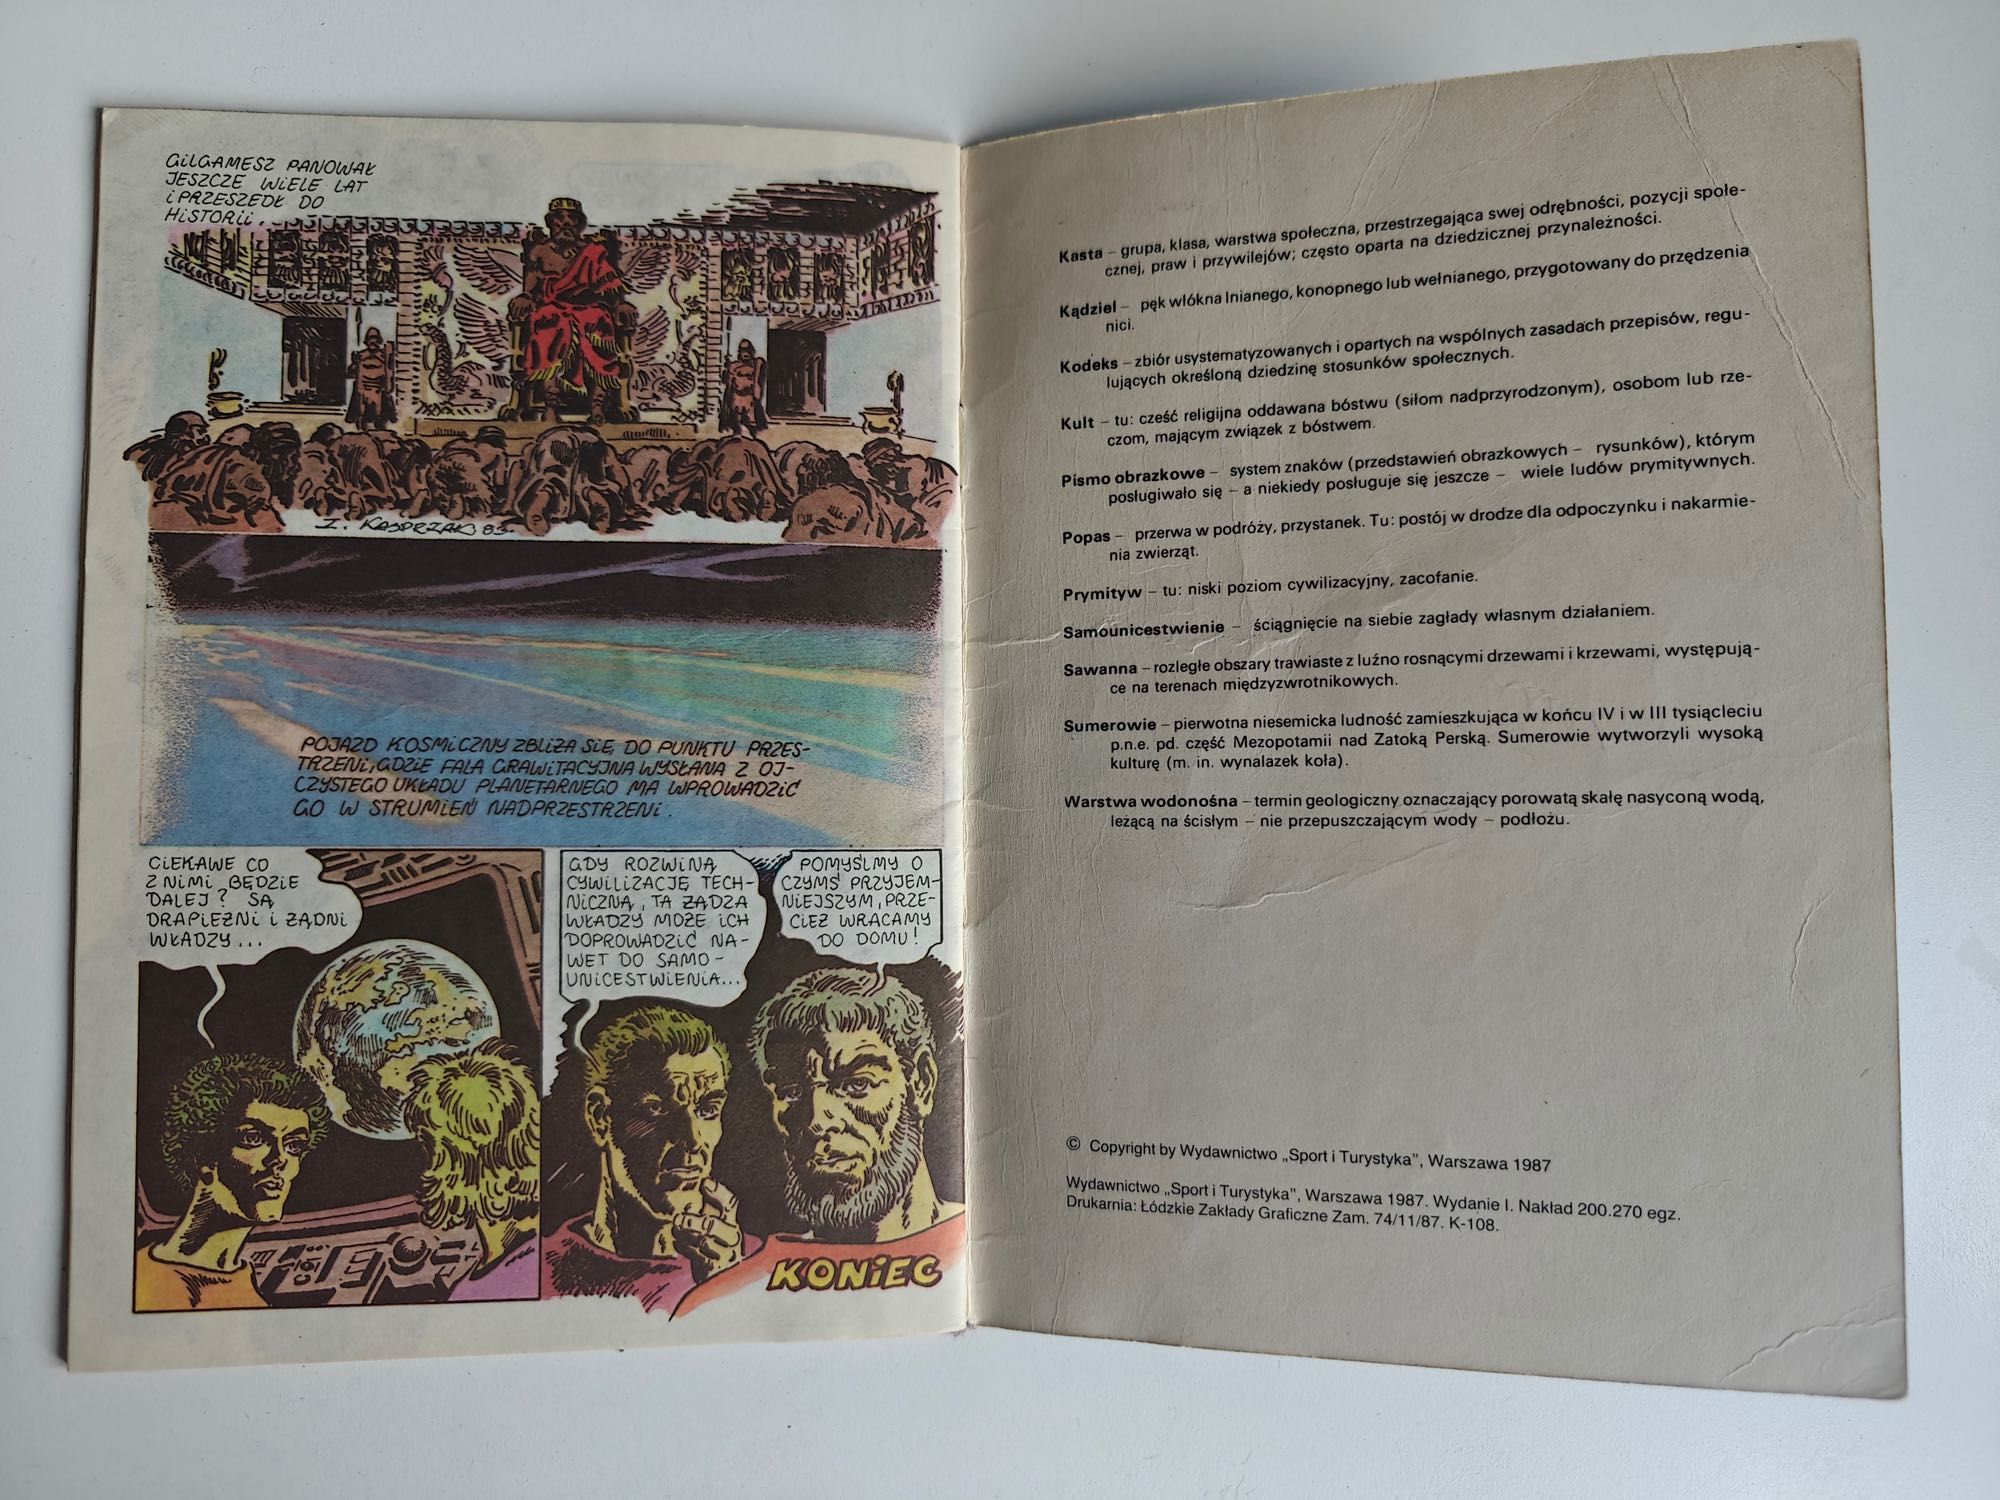 GILGAMESZ PANOWAŁ
JESZCZE WIELE LAT
I PRZESZEDŁ DO
HISTORII.
Z. KASPRZAK 83
POJAZD KOSMICZNY ZBLIŻA SIĘ DO PUNKTU PRZES-
TRZENI, GDZIE FALA GRAWITACYJNA WYSŁANA Z OJ-
CZYSTEGO UKŁADU PLANETARNEGO MA WPROWADZIĆ
GO W STRUMIEŃ NADPRZESTRZENI.
CIEKAWE CO
Z NIMI BĘDZIE
DALEJ? SĄ
DRAPIEŻNI I ŻĄDNI
WŁADZY...
GDY ROZWINĄ
CYWILIZACJĘ TECH-
NICZNĄ, TA ŻĄDZA
WŁADZY MOŻE ICH
DOPROWADZIĆ NA-
WET DO SAMO-
UNICESTWIENIA...
POMYŚLMY O
CZYMŚ PRZYJEM-
NIEJSZYM, PRZE-
CIEŻ WRACAMY
DO DOMU!
KONIEC
Kasta – grupa, klasa, warstwa społeczna, przestrzegająca swej odrębności, pozycji społe-
cznej, praw i przywilejów; często oparta na dziedzicznej przynależności.
Kądziel – pęk włókna lnianego, konopnego lub wełnianego, przygotowany do przędzenia
nici.
Kodeks – zbiór usystematyzowanych i opartych na wspólnych zasadach przepisów, regu-
lujących określoną dziedzinę stosunków społecznych.
Kult – tu: cześć religijna oddawana bóstwu (siłom nadprzyrodzonym), osobom lub rze-
czom, mającym związek z bóstwem.
Pismo obrazkowe – system znaków (przedstawień obrazkowych – rysunków), którym
posługiwało się – a niekiedy posługuje się jeszcze – wiele ludów prymitywnych.
Popas – przerwa w podróży, przystanek. Tu: postój w drodze dla odpoczynku i nakarmie-
nia zwierząt.
Prymityw – tu: niski poziom cywilizacyjny, zacofanie.
Samounicestwienie – ściągnięcie na siebie zagłady własnym działaniem.
Sawanna – rozległe obszary trawiaste z luźno rosnącymi drzewami i krzewami, występują-
ce na terenach międzyzwrotnikowych.
Sumerowie – pierwotna niesemicka ludność zamieszkująca w końcu IV i w III tysiącleciu
p.n.e. pd. część Mezopotamii nad Zatoką Perską. Sumerowie wytworzyli wysoką
kulturę (m. in. wynalazek koła).
Warstwa wodonośna – termin geologiczny oznaczający porowatą skałę nasyconą wodą,
leżącą na ścisłym – nie przepuszczającym wody – podłożu.
© Copyright by Wydawnictwo „Sport i Turystyka”, Warszawa 1987
Wydawnictwo „Sport i Turystyka”, Warszawa 1987. Wydanie I. Nakład 200.270 egz.
Drukarnia: Łódzkie Zakłady Graficzne Zam. 74/11/87. K-108.